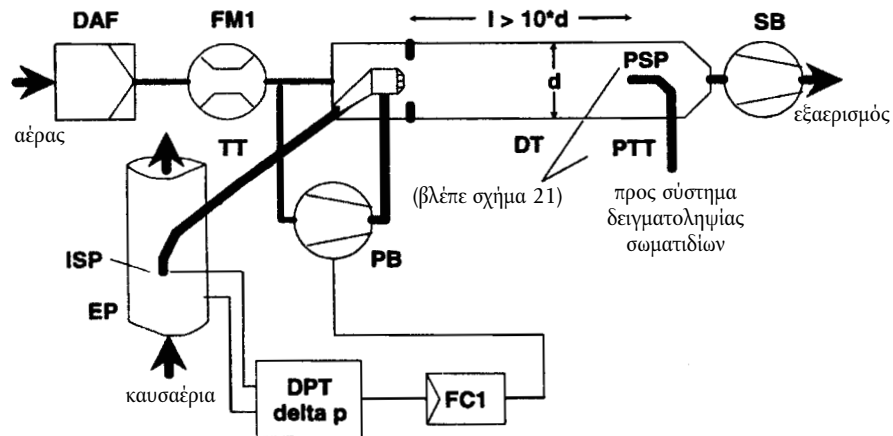 DAF
FM1
l > 10*d
SB
αέρας
d
PSP
εξαερισμός
TT
DT
PTT
(βλέπε σχήμα 21)
προς σύστημα
δειγματοληψίας
σωματιδίων
ISP
PB
EP
καυσαέρια
DPT
delta p
FC1